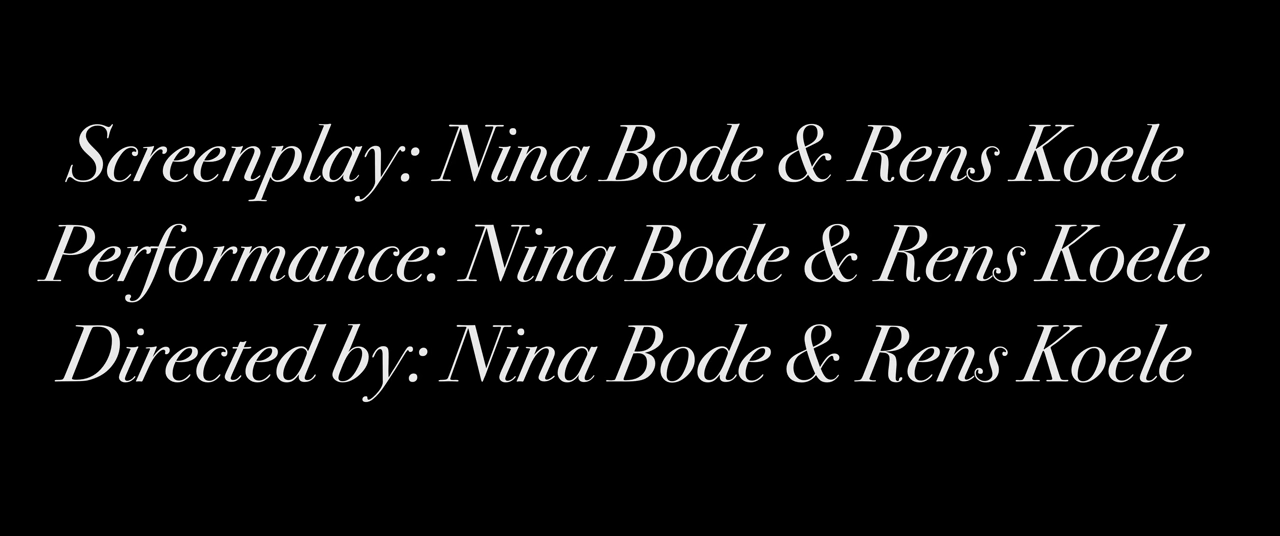 Screenplay: Nina Bode & Rens Koele
Performance: Nina Bode & Rens Koele
Directed by: Nina Bode & Rens Koele